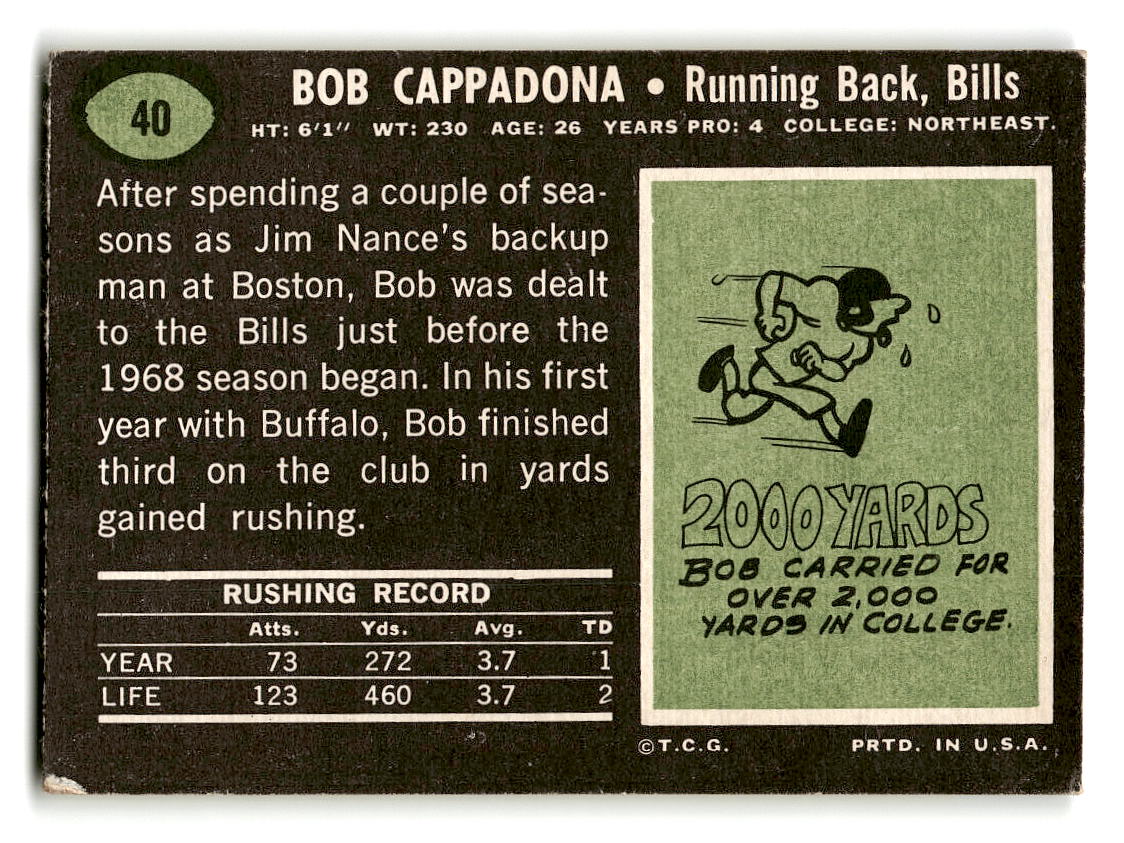 40
BOB CAPPADONA • Running Back, Bills
HT: 6'1" WT: 230 AGE: 26 YEARS PRO: 4 COLLEGE: NORTHEAST.
After spending a couple of sea-
sons as Jim Nance's backup
man at Boston, Bob was dealt
to the Bills just before the
1968 season began. In his first
year with Buffalo, Bob finished
third on the club in yards
gained rushing.
RUSHING RECORD
Atts. Yds. Avg. TD
YEAR 73 272 3.7 1
LIFE 123 460 3.7 2
2000 YARDS
BOB CARRIED FOR
OVER 2,000
YARDS IN COLLEGE.
©T.C.G. PRTD. IN U.S.A.